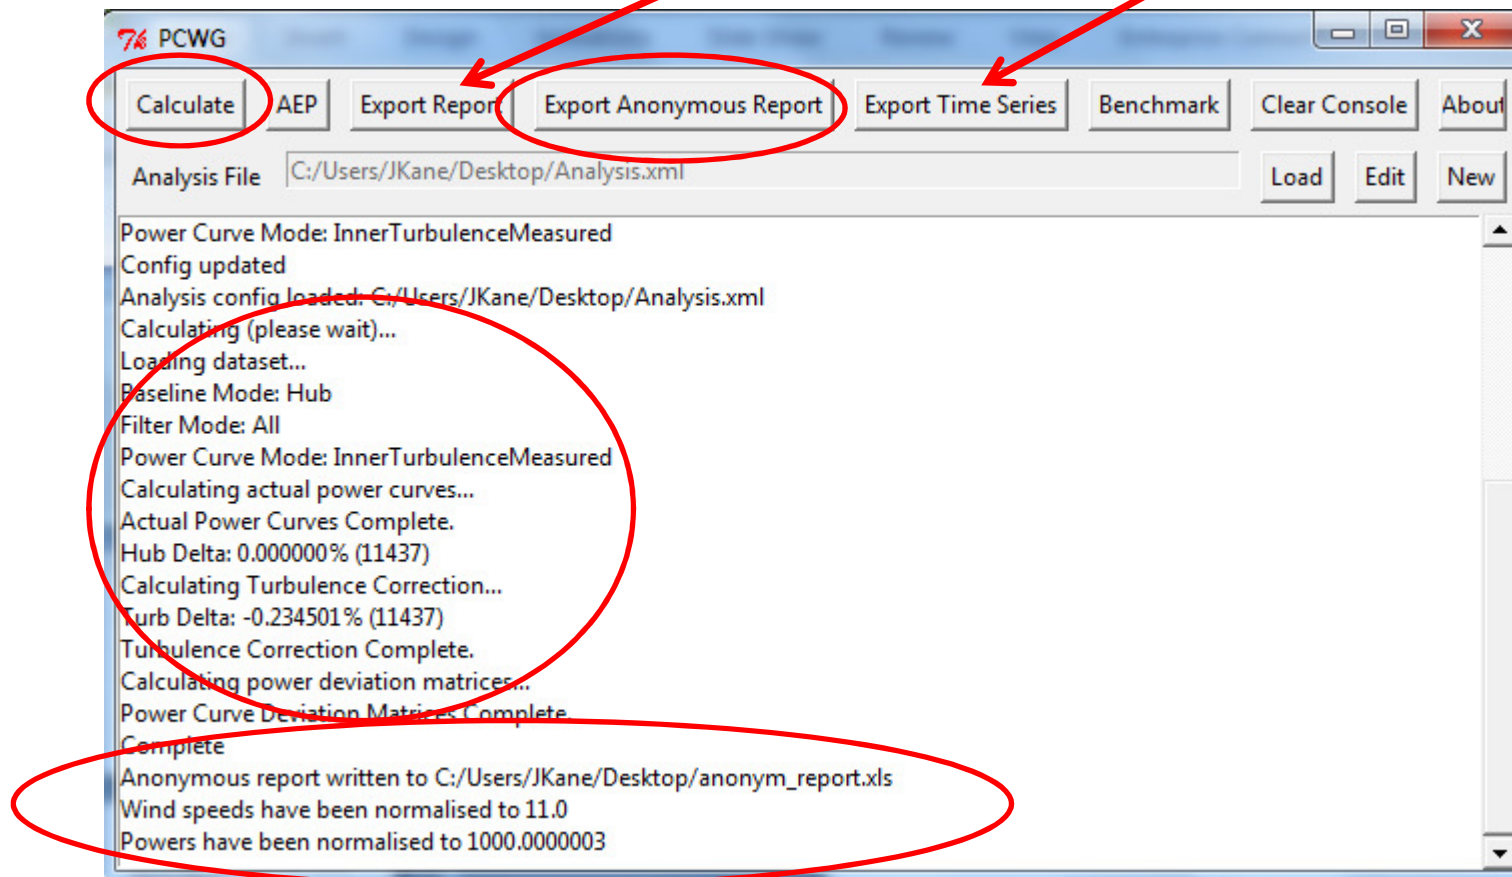 PCWG
Calculate AEP Export Report Export Anonymous Report Export Time Series Benchmark Clear Console About
Analysis File C:/Users/JKane/Desktop/Analysis.xml Load Edit New
Power Curve Mode: InnerTurbulenceMeasured
Config updated
Analysis config loaded: C:/Users/JKane/Desktop/Analysis.xml
Calculating (please wait)...
Loading dataset...
Baseline Mode: Hub
Filter Mode: All
Power Curve Mode: InnerTurbulenceMeasured
Calculating actual power curves...
Actual Power Curves Complete.
Hub Delta: 0.000000% (11437)
Calculating Turbulence Correction...
Turb Delta: -0.234501% (11437)
Turbulence Correction Complete.
Calculating power deviation matrices...
Power Curve Deviation Matrices Complete.
Complete
Anonymous report written to C:/Users/JKane/Desktop/anonym_report.xls
Wind speeds have been normalised to 11.0
Powers have been normalised to 1000.0000003